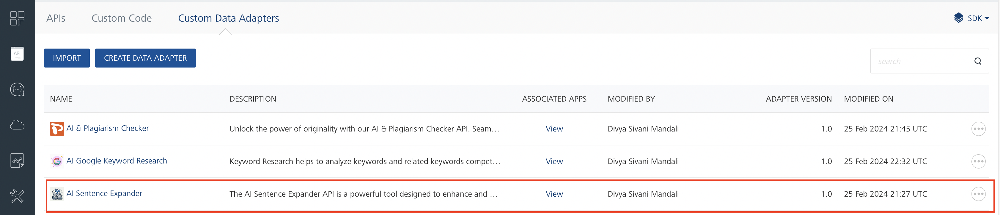 APIs Custom Code Custom Data Adapters SDK
API
IMPORT CREATE DATA ADAPTER search
NAME DESCRIPTION ASSOCIATED APPS MODIFIED BY ADAPTER VERSION MODIFIED ON
AI & Plagiarism Checker Unlock the power of originality with our AI & Plagiarism Checker API. Seam... View Divya Sivani Mandali 1.0 25 Feb 2024 21:45 UTC
AI Google Keyword Research Keyword Research helps to analyze keywords and related keywords compet... View Divya Sivani Mandali 1.0 25 Feb 2024 22:32 UTC
AI Sentence Expander The AI Sentence Expander API is a powerful tool designed to enhance and ... View Divya Sivani Mandali 1.0 25 Feb 2024 21:27 UTC